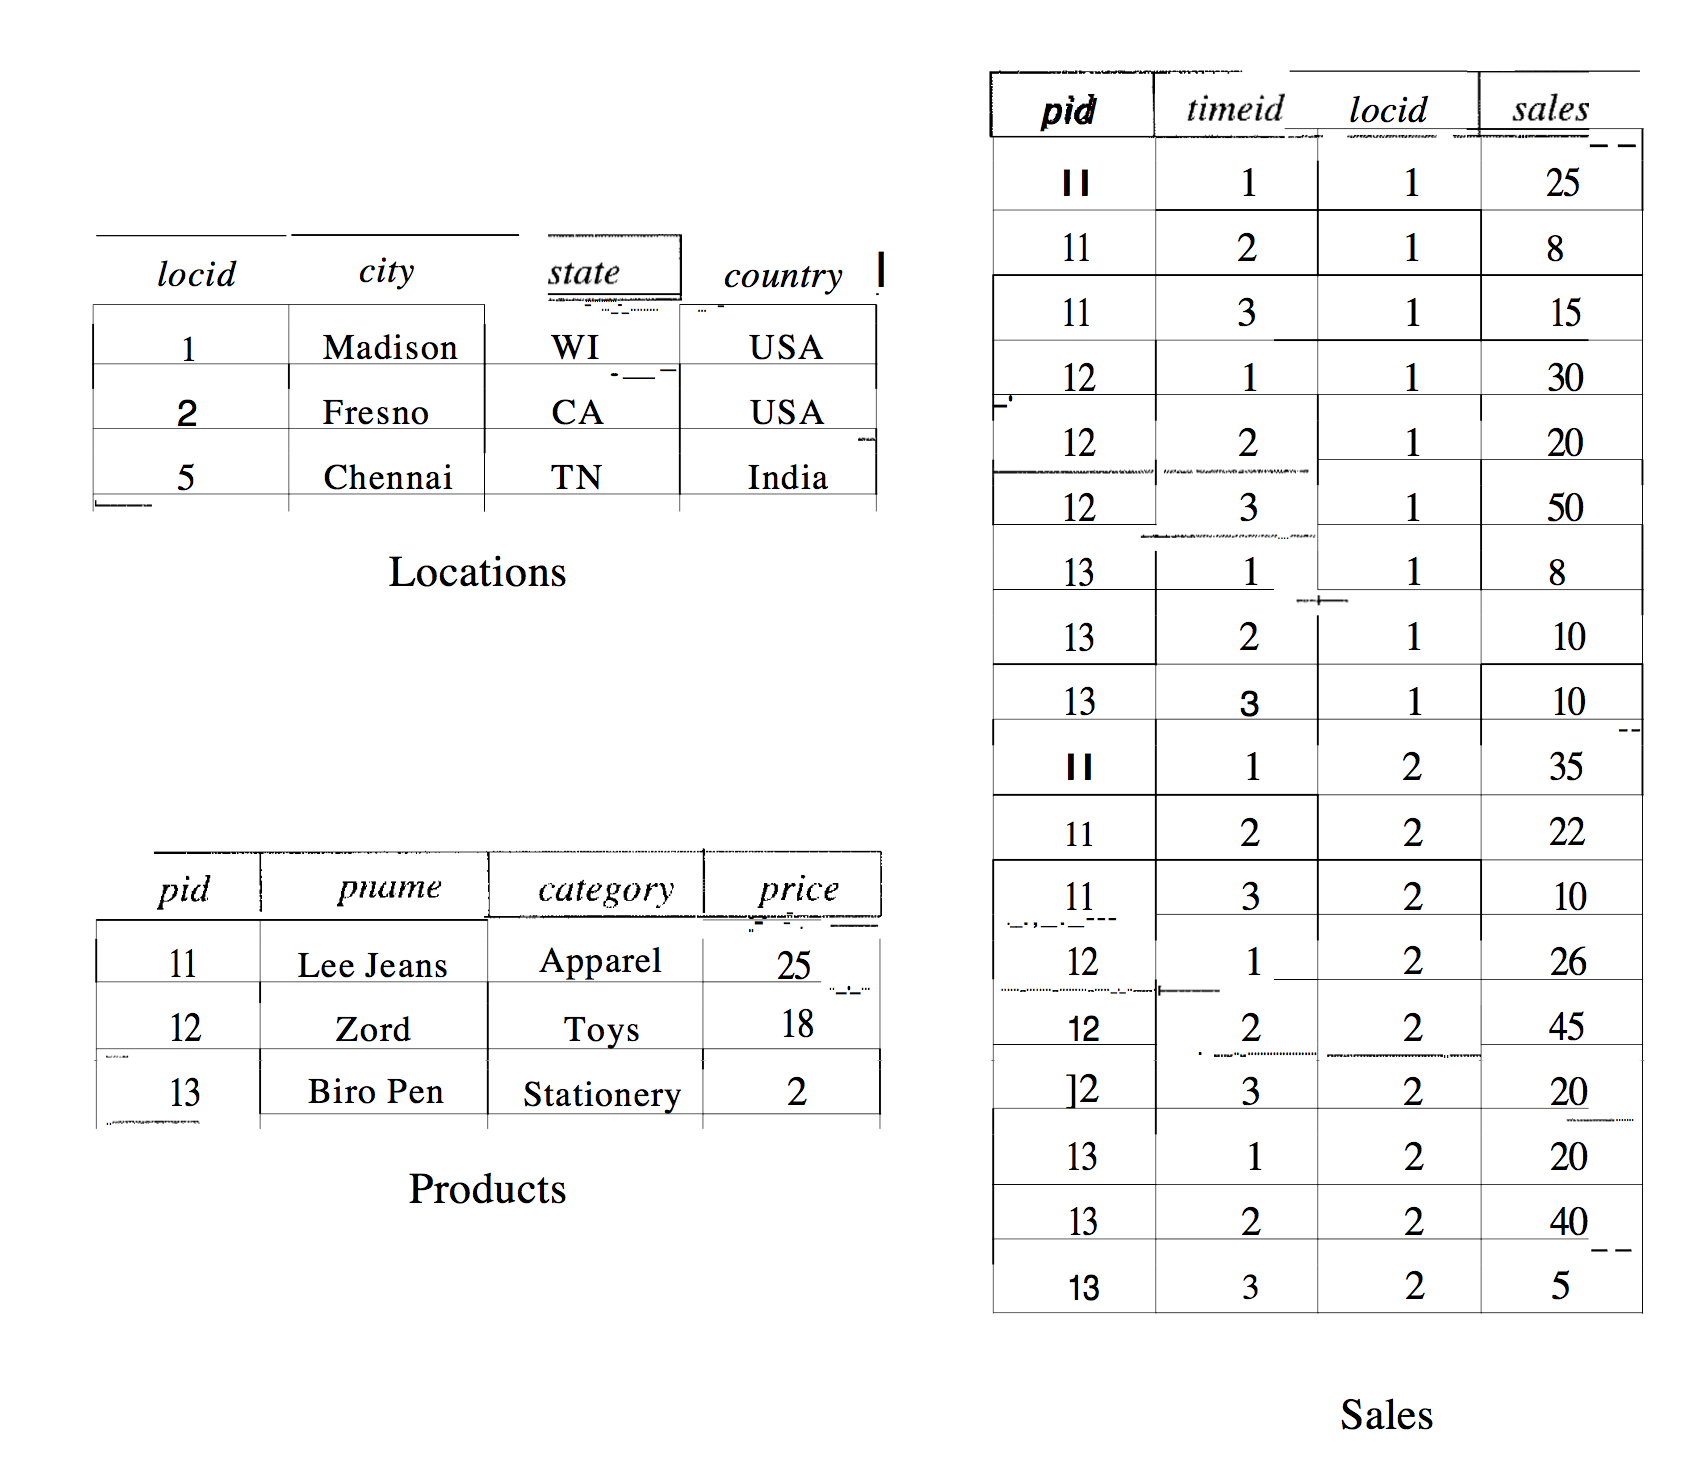 locid city state country
1 Madison WI USA
2 Fresno CA USA
5 Chennai TN India
Locations
pid pname category price
11 Lee Jeans Apparel 25
12 Zord Toys 18
13 Biro Pen Stationery 2
Products
pid timeid locid sales
11 1 1 25
11 2 1 8
11 3 1 15
12 1 1 30
12 2 1 20
12 3 1 50
13 1 1 8
13 2 1 10
13 3 1 10
11 1 2 35
11 2 2 22
11 3 2 10
12 1 2 26
12 2 2 45
]2 3 2 20
13 1 2 20
13 2 2 40
13 3 2 5
Sales